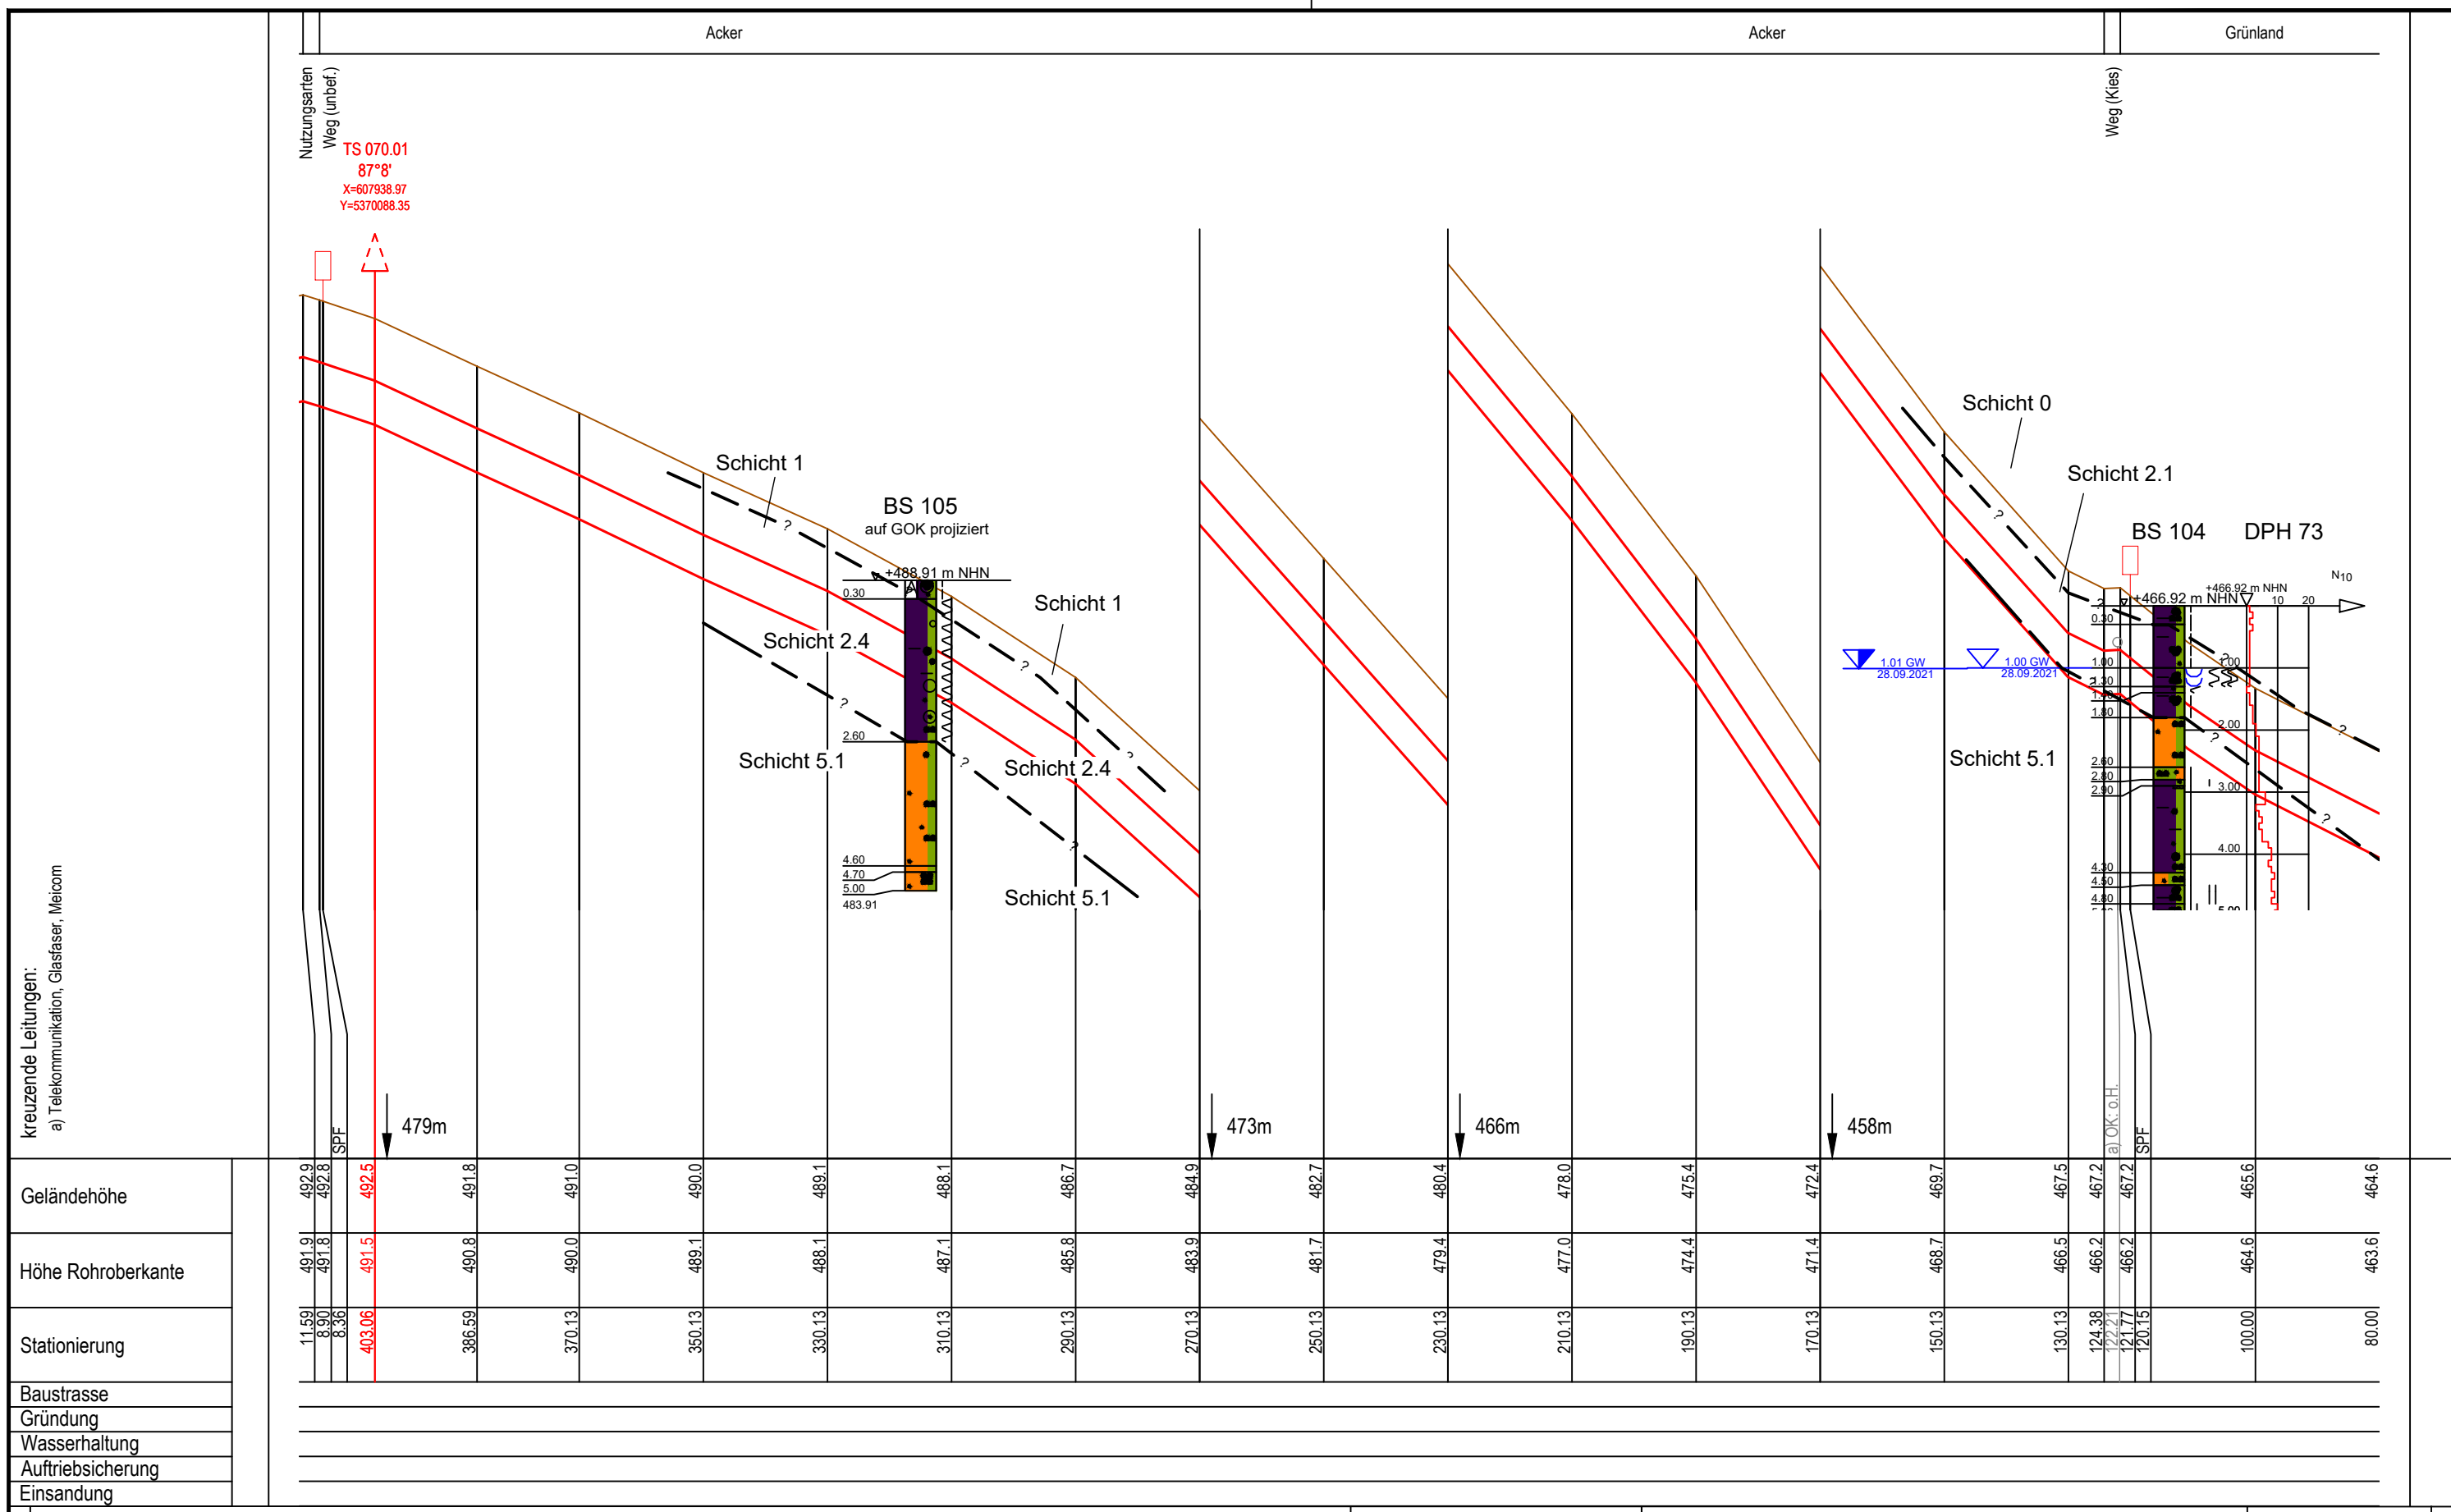 Acker
Acker
Grünland
Nutzungsarten
Weg (unbef.)
Weg (Kies)
TS 070.01
87°8'
X=607938.97
Y=5370088.35
Schicht 0
Schicht 1
Schicht 2.1
BS 105
auf GOK projiziert
BS 104
DPH 73
+488.91 m NHN
0.30
Schicht 1
Schicht 2.4
2.60
Schicht 5.1
Schicht 2.4
4.60
4.70
5.00
483.91
Schicht 5.1
N10
+466.92 m NHN
10
20
+466.92 m NHN
0.30
1.01 GW
28.09.2021
1.00 GW
28.09.2021
1.00
1.00
1.30
1.80
2.00
Schicht 5.1
2.60
2.80
2.90
3.00
4.00
4.30
4.50
4.80
5.00
kreuzende Leitungen:
a) Telekommunikation, Glasfaser, Meicom
SPF
479m
473m
466m
458m
a) OK: o.H.
SPF
Geländehöhe
492.9
492.8
492.5
491.8
491.0
490.0
489.1
488.1
486.7
484.9
482.7
480.4
478.0
475.4
472.4
469.7
467.5
467.2
467.2
465.6
464.6
Höhe Rohroberkante
491.9
491.8
491.5
490.8
490.0
489.1
488.1
487.1
485.8
483.9
481.7
479.4
477.0
474.4
471.4
468.7
466.5
466.2
466.2
464.6
463.6
Stationierung
11.59
8.90
8.36
403.06
386.59
370.13
350.13
330.13
310.13
290.13
270.13
250.13
230.13
210.13
190.13
170.13
150.13
130.13
124.38
122.21
121.77
120.15
100.00
80.00
Baustrasse
Gründung
Wasserhaltung
Auftriebsicherung
Einsandung